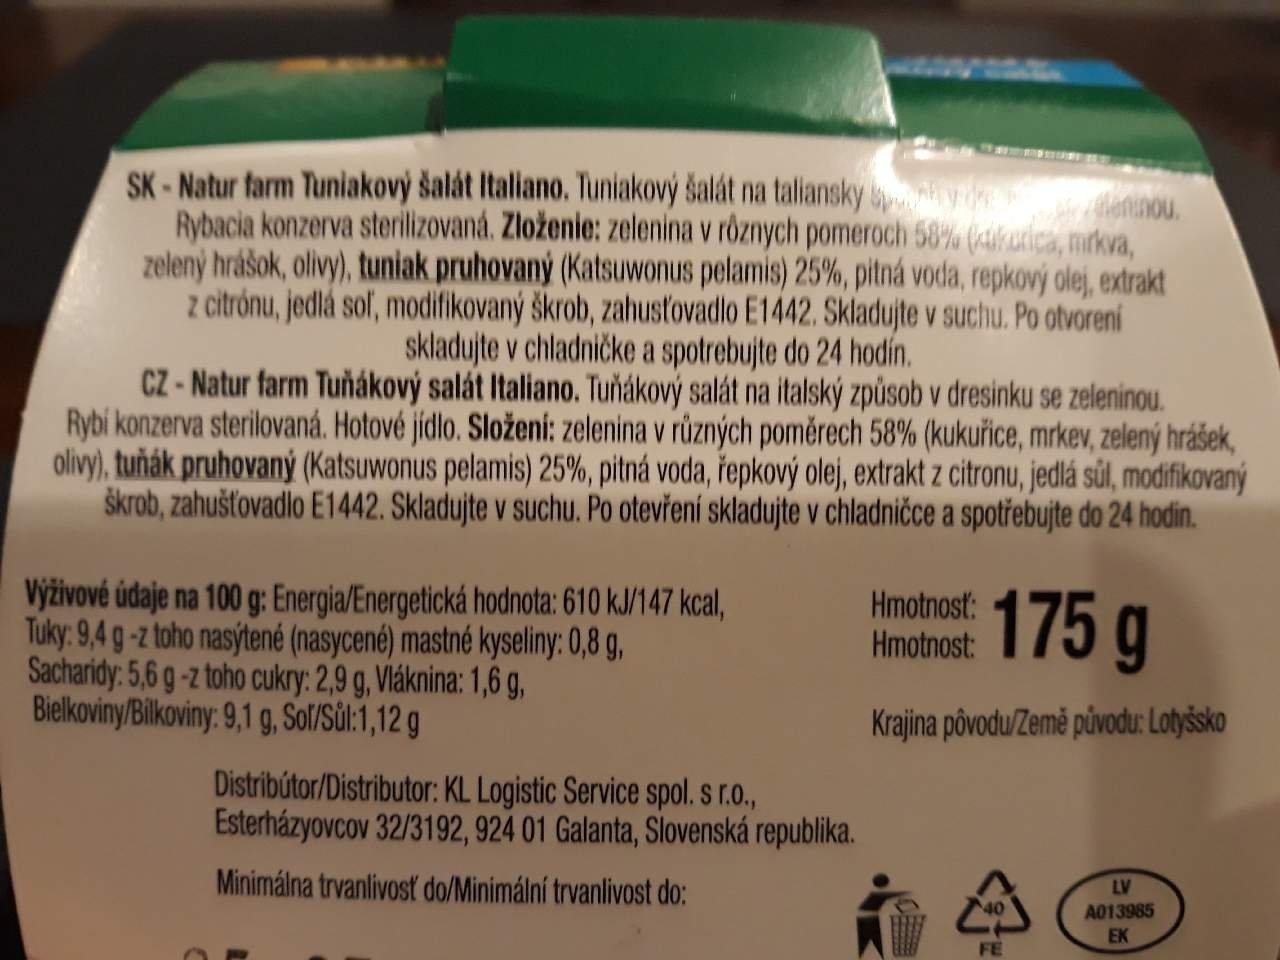 SK - Natur farm Tuniakový šalát Italiano. Tuniakový šalát na taliansky zeleninou.
Rybacia konzerva sterilizovaná. Zloženie: zelenina v rôznych pomeroch 58% (kukurica, mrkva,
zelený hrášok, olivy), tuniak pruhovaný (Katsuwonus pelamis) 25%, pitná voda, repkový olej, extrakt
z citrónu, jedlá soľ, modifikovaný škrob, zahusťovadlo E1442. Skladujte v suchu. Po otvorení
skladujte v chladničke a spotrebujte do 24 hodín.
CZ - Natur farm Tuňákový salát Italiano. Tuňákový salát na italský způsob v dresinku se zeleninou.
Rybí konzerva sterilovaná. Hotové jídlo. Složení: zelenina v různých poměrech 58% (kukuřice, mrkev, zelený hrášek,
olivy), tuňák pruhovaný (Katsuwonus pelamis) 25%, pitná voda, řepkový olej, extrakt z citronu, jedlá sůl, modifikovaný
škrob, zahušťovadlo E1442. Skladujte v suchu. Po otevření skladujte v chladničce a spotřebujte do 24 hodin.
Výživové údaje na 100 g: Energia/Energetická hodnota: 610 kJ/147 kcal,
Tuky: 9,4 g -z toho nasýtené (nasycené) mastné kyseliny: 0,8 g,
Sacharidy: 5,6 g -z toho cukry: 2,9 g, Vláknina: 1,6 g,
Bielkoviny/Bílkoviny: 9,1 g, Soľ/Sůl:1,12 g
Hmotnosť: 175 g
Hmotnost:
Krajina pôvodu/Země původu: Lotyšsko
Distribútor/Distributor: KL Logistic Service spol. s r.o.,
Esterházyovcov 32/3192, 924 01 Galanta, Slovenská republika.
Minimálna trvanlivosť do/Minimální trvanlivost do:
40
FE
LV
A013985
EK